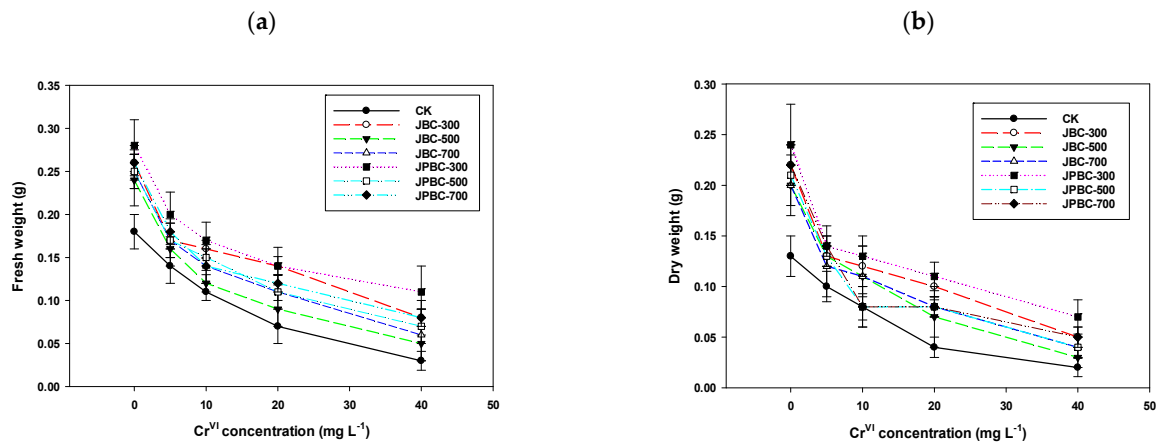 (a)
0.35
0.30
0.25
0.20
0.15
0.10
0.05
0.00
Fresh weight (g)
CK
JBC-300
JBC-500
JBC-700
JPBC-300
JPBC-500
JPBC-700
0 10 20 30 40 50
Cr^VI concentration (mg L⁻¹)
(b)
0.30
0.25
0.20
0.15
0.10
0.05
0.00
Dry weight (g)
CK
JBC-300
JBC-500
JBC-700
JPBC-300
JPBC-500
JPBC-700
0 10 20 30 40 50
Cr^VI concentration (mg L⁻¹)